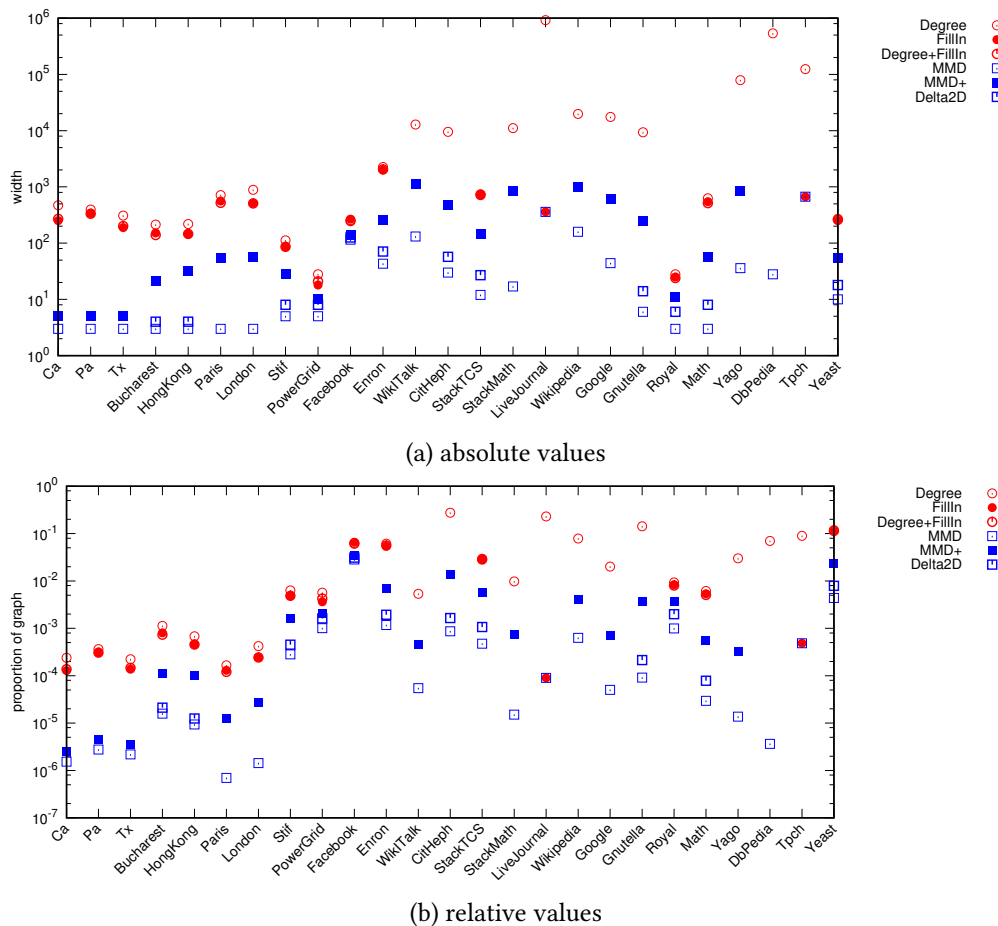 10^6
10^5
10^4
10^3
10^2
10^1
10^0
width
Ca
Pa
Tx
Bucharest
HongKong
Paris
London
Stif
PowerGrid
Facebook
Enron
WikiTalk
CitHeph
StackTCS
StackMath
LiveJournal
Wikipedia
Google
Gnutella
Royal
Math
Yago
DbPedia
Tpch
Yeast
Degree
FillIn
Degree+FillIn
MMD
MMD+
Delta2D
(a) absolute values
10^0
10^-1
10^-2
10^-3
10^-4
10^-5
10^-6
10^-7
proportion of graph
Ca
Pa
Tx
Bucharest
HongKong
Paris
London
Stif
PowerGrid
Facebook
Enron
WikITalk
CitHeph
StackTCS
StackMath
LiveJournal
Wikipedia
Google
Gnutella
Royal
Math
Yago
DbPedia
Tpch
Yeast
Degree
FillIn
Degree+FillIn
MMD
MMD+
Delta2D
(b) relative values